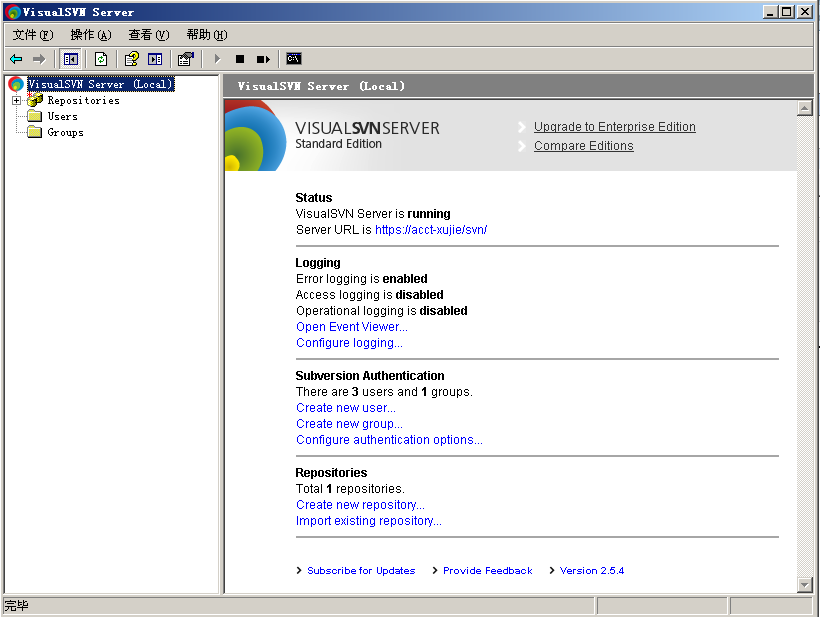 VisualSVN Server
文件(F) 操作(A) 查看(V) 帮助(H)
VisualSVN Server (Local)
Repositories
Users
Groups
VisualSVN Server (Local)
VISUALSVN SERVER
Standard Edition
Upgrade to Enterprise Edition
Compare Editions
Status
VisualSVN Server is running
Server URL is https://acct-xujie/svn/
Logging
Error logging is enabled
Access logging is disabled
Operational logging is disabled
Open Event Viewer...
Configure logging...
Subversion Authentication
There are 3 users and 1 groups.
Create new user...
Create new group...
Configure authentication options...
Repositories
Total 1 repositories.
Create new repository...
Import existing repository...
Subscribe for Updates Provide Feedback Version 2.5.4
完毕